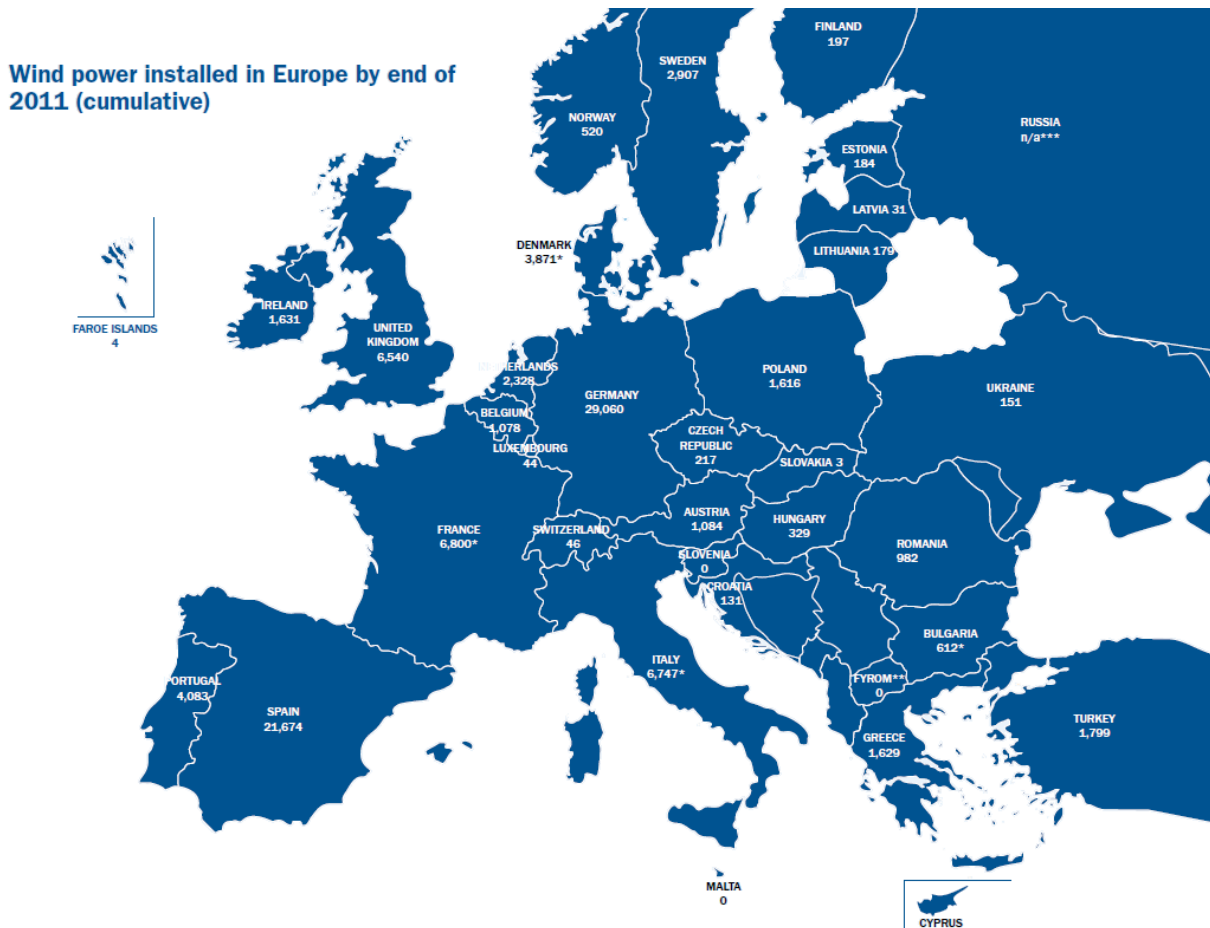 Wind power installed in Europe by end of
2011 (cumulative)
FINLAND
197
SWEDEN
2,907
NORWAY
520
RUSSIA
n/a***
ESTONIA
184
LATVIA 31
LITHUANIA 179
DENMARK
3,871*
FAROE ISLANDS
4
IRELAND
1,631
UNITED
KINGDOM
6,540
NETHERLANDS
2,328
BELGIUM
1,078
LUXEMBOURG
44
GERMANY
29,060
POLAND
1,616
UKRAINE
151
CZECH
REPUBLIC
217
SLOVAKIA 3
AUSTRIA
1,084
HUNGARY
329
FRANCE
6,800*
SWITZERLAND
46
SLOVENIA
0
CROATIA
131
ROMANIA
982
BULGARIA
612*
ITALY
6,747*
FYROM**
0
PORTUGAL
4,083
SPAIN
21,674
GREECE
1,629
TURKEY
1,799
MALTA
0
CYPRUS